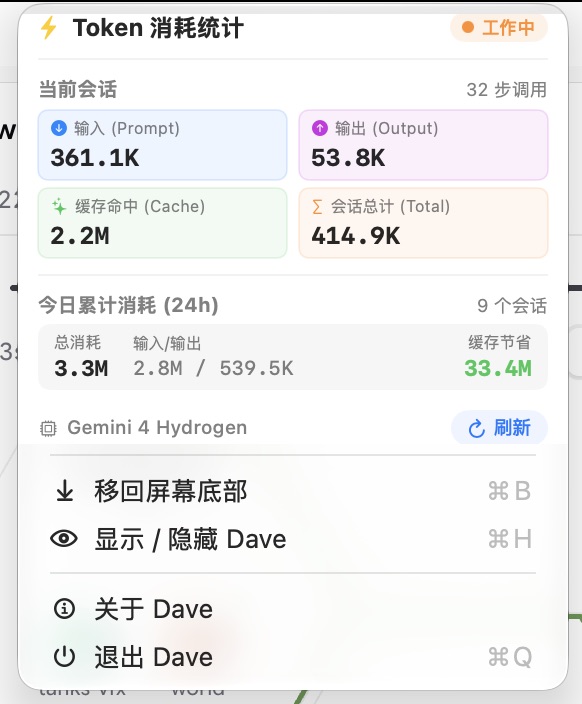 Token 消耗统计
工作中
当前会话
32 步调用
输入 (Prompt)
361.1K
输出 (Output)
53.8K
缓存命中 (Cache)
2.2M
会话总计 (Total)
414.9K
今日累计消耗 (24h)
9 个会话
总消耗
3.3M
输入/输出
2.8M / 539.5K
缓存节省
33.4M
Gemini 4 Hydrogen
刷新
移回屏幕底部
⌘B
显示 / 隐藏 Dave
⌘H
关于 Dave
退出 Dave
⌘Q
world